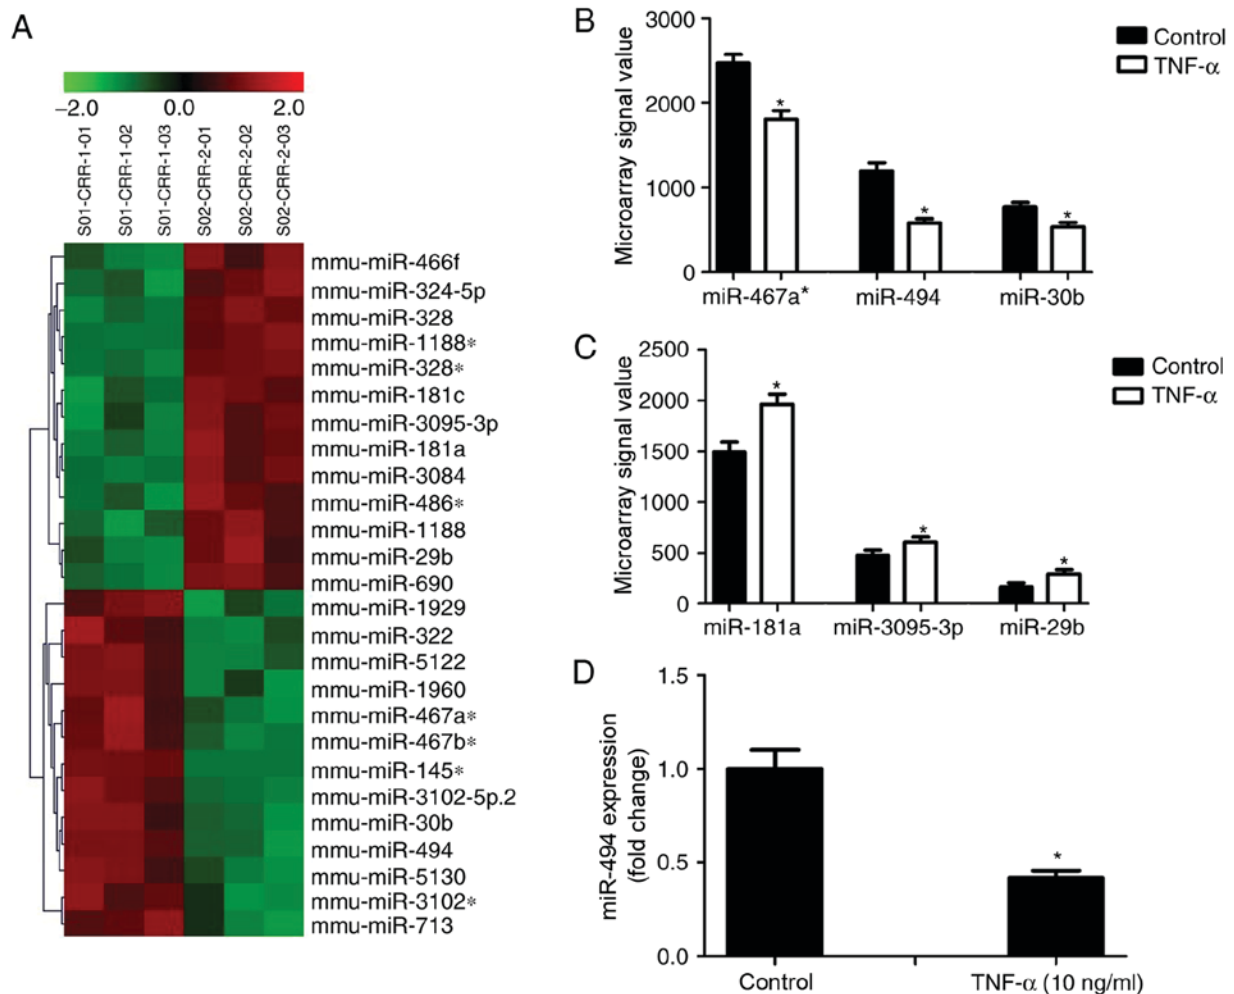 A
−2.0 0.0 2.0
S01-CRR-1-01
S01-CRR-1-02
S01-CRR-1-03
S02-CRR-2-01
S02-CRR-2-02
S02-CRR-2-03
mmu-miR-466f
mmu-miR-324-5p
mmu-miR-328
mmu-miR-1188*
mmu-miR-328*
mmu-miR-181c
mmu-miR-3095-3p
mmu-miR-181a
mmu-miR-3084
mmu-miR-486*
mmu-miR-1188
mmu-miR-29b
mmu-miR-690
mmu-miR-1929
mmu-miR-322
mmu-miR-5122
mmu-miR-1960
mmu-miR-467a*
mmu-miR-467b*
mmu-miR-145*
mmu-miR-3102-5p.2
mmu-miR-30b
mmu-miR-494
mmu-miR-5130
mmu-miR-3102*
mmu-miR-713
B
Microarray signal value
3000
2000
1000
0
* * *
miR-467a* miR-494 miR-30b
Control
TNF-α
C
Microarray signal value
2500
2000
1500
1000
500
0
* * *
miR-181a miR-3095-3p miR-29b
Control
TNF-α
D
miR-494 expression
(fold change)
1.5
1.0
0.5
0.0
*
Control TNF-α (10 ng/ml)